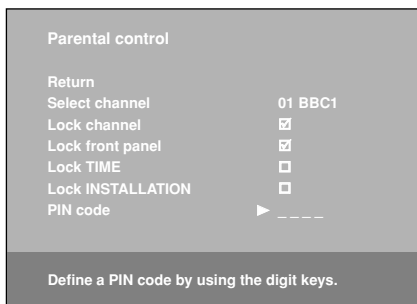 Parental control
Return
Select channel 01 BBC1
Lock channel ☑
Lock front panel ☑
Lock TIME ☐
Lock INSTALLATION ☐
PIN code ▶ _ _ _ _
Define a PIN code by using the digit keys.